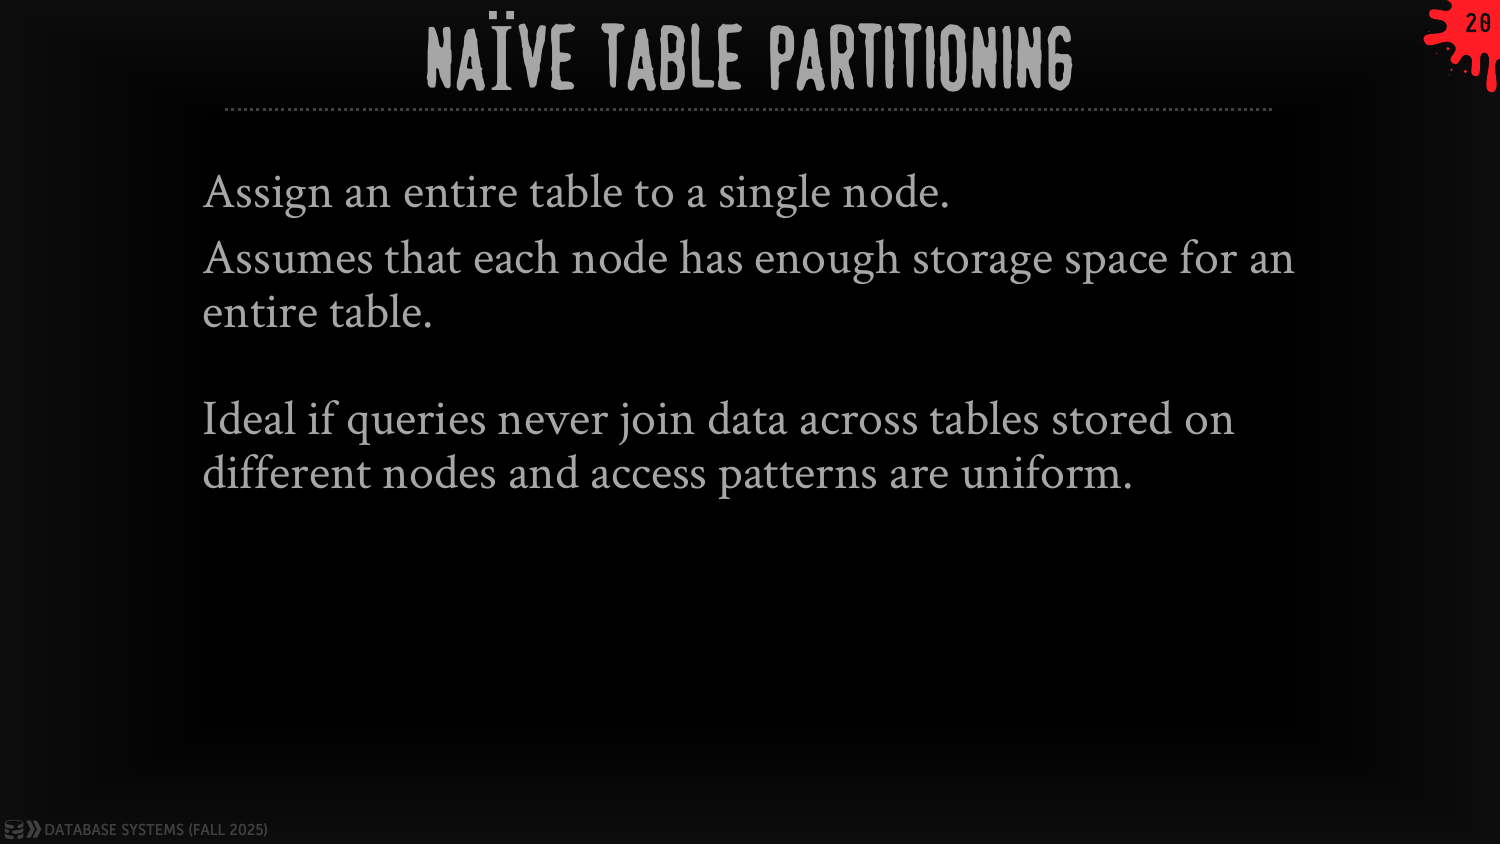 NAÏVE TABLE PARTITIONING
20
Assign an entire table to a single node.
Assumes that each node has enough storage space for an
entire table.
Ideal if queries never join data across tables stored on
different nodes and access patterns are uniform.
DATABASE SYSTEMS (FALL 2025)